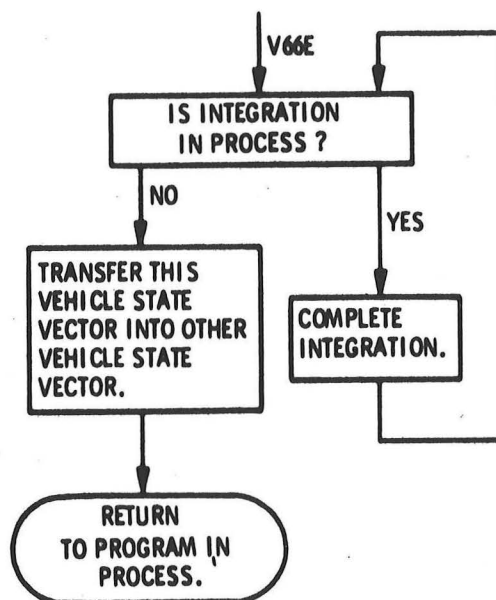 V66E
IS INTEGRATION
IN PROCESS ?
NO
YES
TRANSFER THIS
VEHICLE STATE
VECTOR INTO OTHER
VEHICLE STATE
VECTOR.
COMPLETE
INTEGRATION.
RETURN
TO PROGRAM IN
PROCESS.